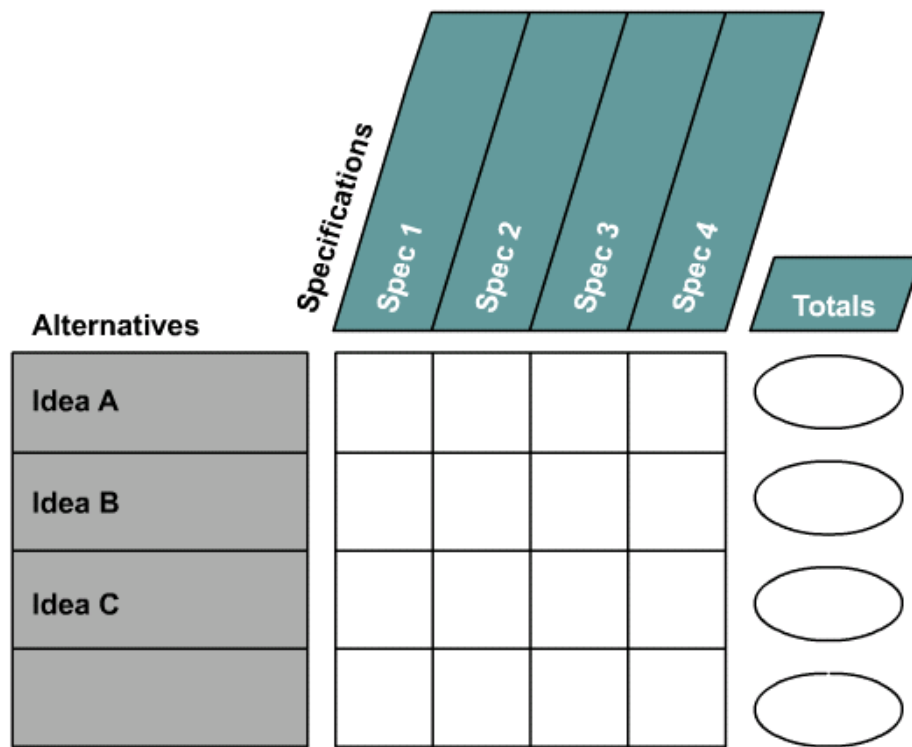 Specifications
Spec 1
Spec 2
Spec 3
Spec 4
Totals
Alternatives
Idea A
Idea B
Idea C